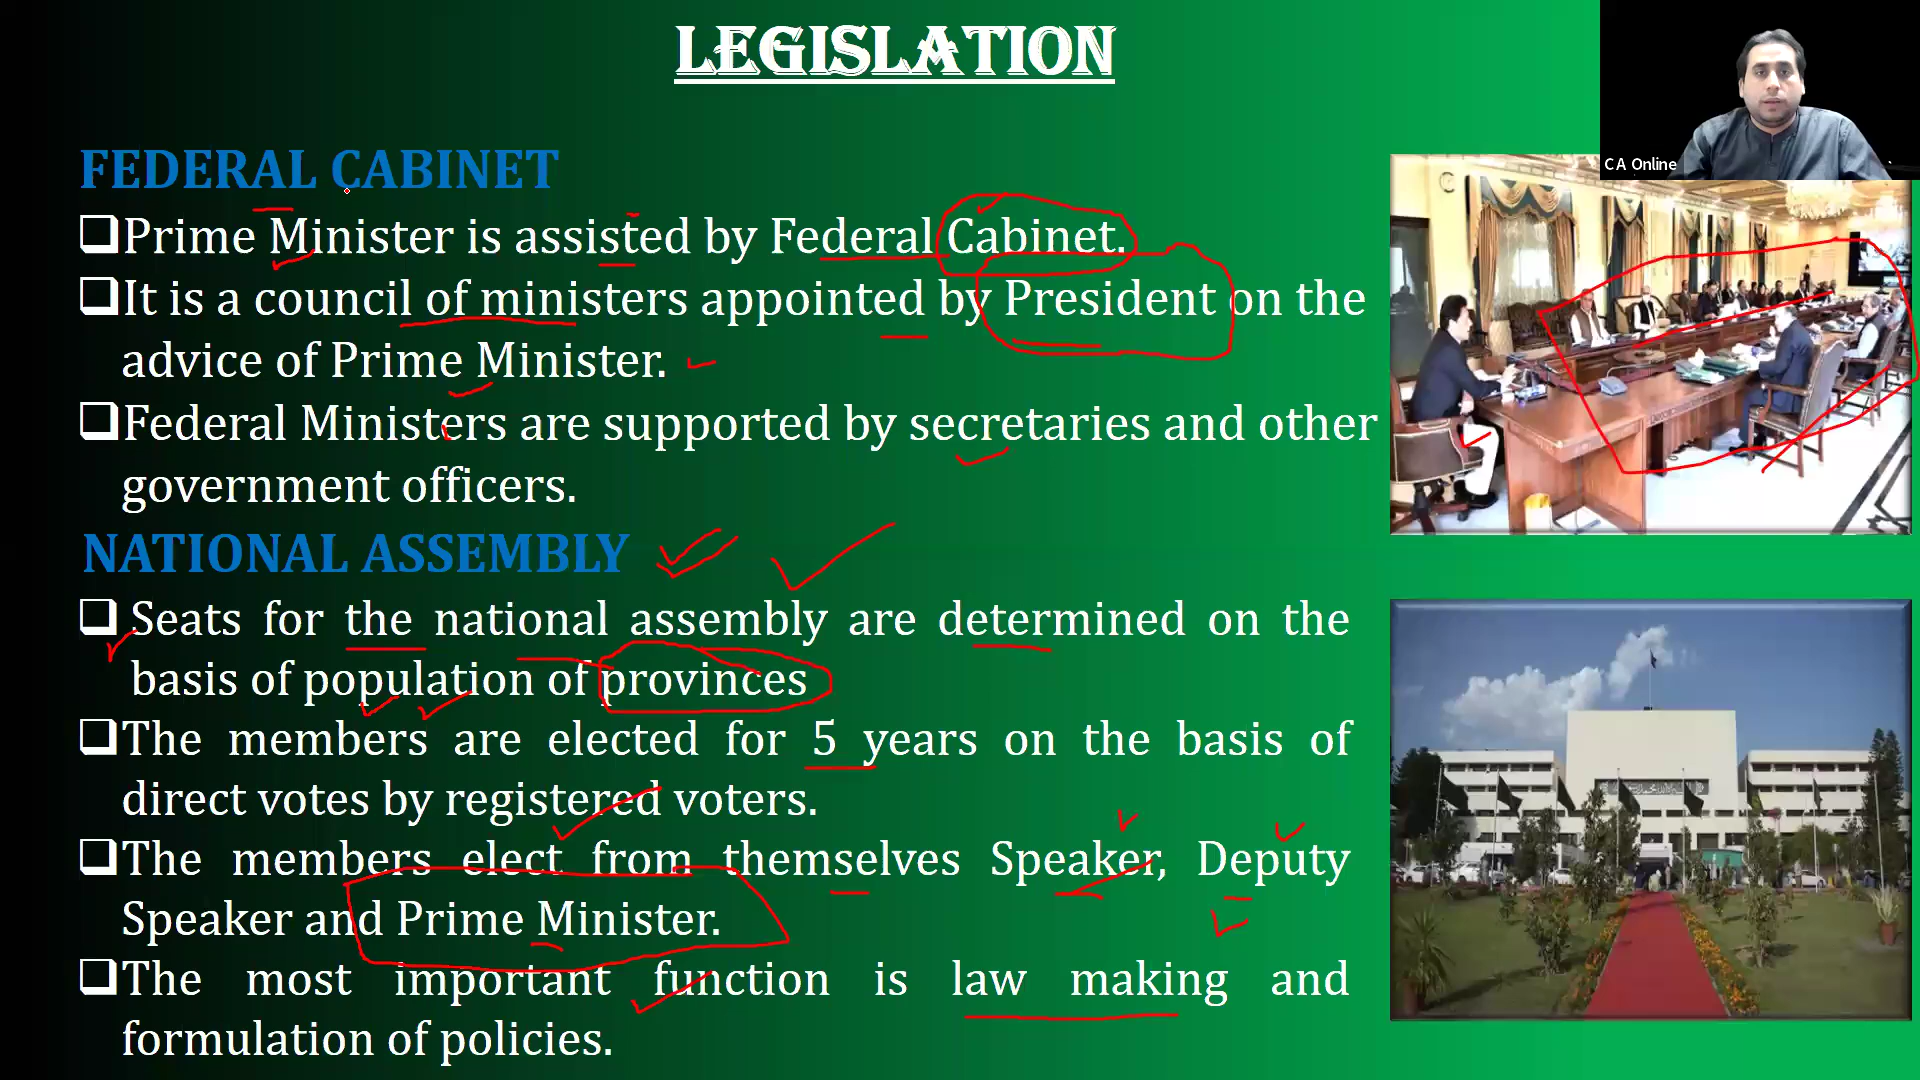 LEGISLATION
C A Online
FEDERAL CABINET
❑Prime Minister is assisted by Federal Cabinet.
❑It is a council of ministers appointed by President on the
advice of Prime Minister.
❑Federal Ministers are supported by secretaries and other
government officers.
NATIONAL ASSEMBLY
❑ Seats for the national assembly are determined on the
basis of population of provinces
❑The members are elected for 5 years on the basis of
direct votes by registered voters.
❑The members elect from themselves Speaker, Deputy
Speaker and Prime Minister.
❑The most important function is law making and
formulation of policies.